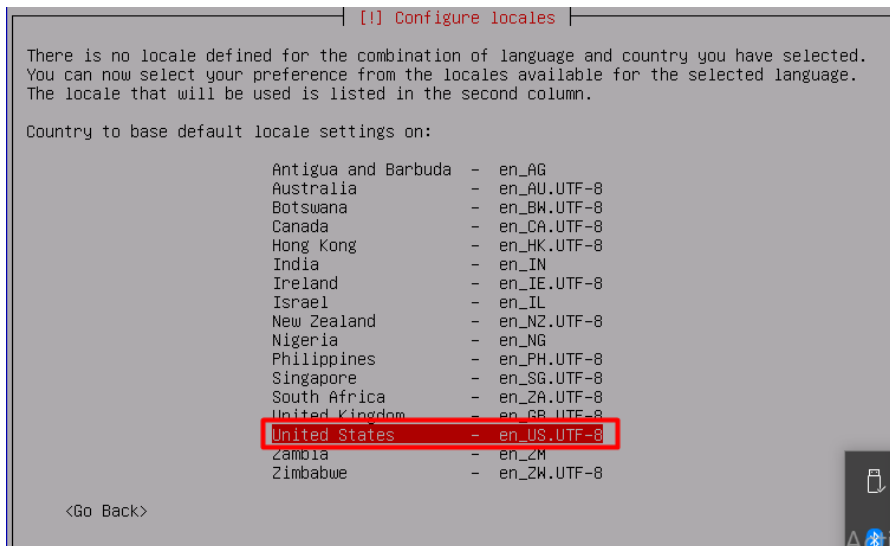 [!] Configure locales
There is no locale defined for the combination of language and country you have selected.
You can now select your preference from the locales available for the selected language.
The locale that will be used is listed in the second column.
Country to base default locale settings on:
Antigua and Barbuda - en_AG
Australia - en_AU.UTF-8
Botswana - en_BW.UTF-8
Canada - en_CA.UTF-8
Hong Kong - en_HK.UTF-8
India - en_IN
Ireland - en_IE.UTF-8
Israel - en_IL
New Zealand - en_NZ.UTF-8
Nigeria - en_NG
Philippines - en_PH.UTF-8
Singapore - en_SG.UTF-8
South Africa - en_ZA.UTF-8
United Kingdom - en_GB.UTF-8
United States - en_US.UTF-8
Zambia - en_ZM
Zimbabwe - en_ZW.UTF-8
<Go Back>